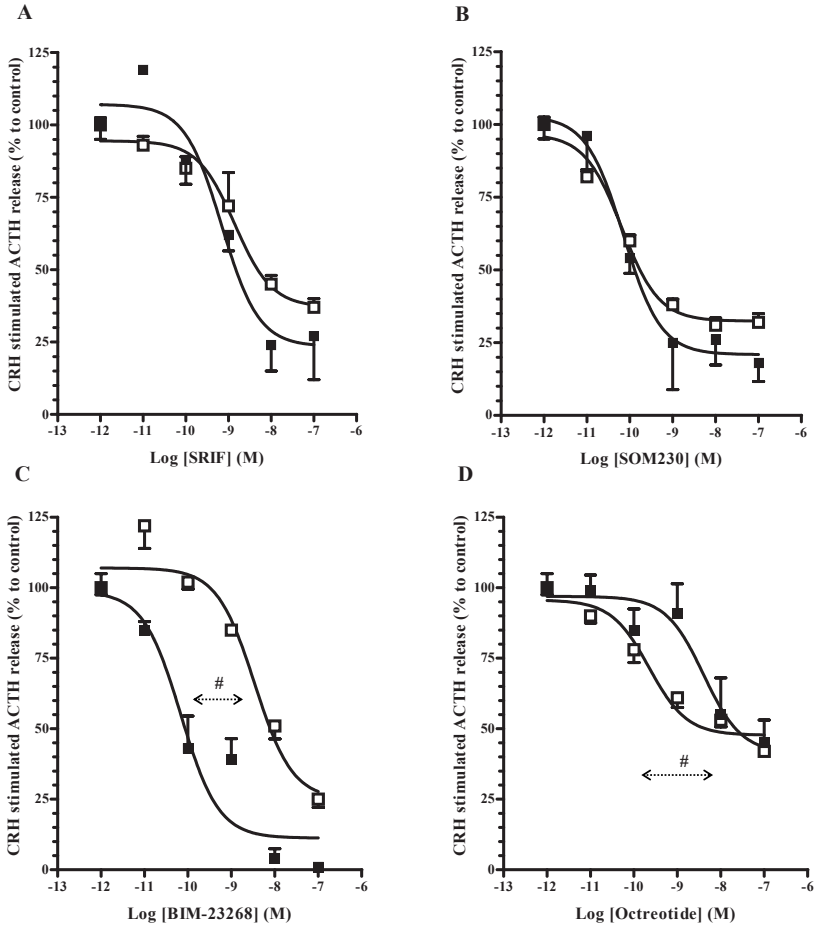 A
CRH stimulated ACTH release (% to control)
125
100
75
50
25
0
-13 -12 -11 -10 -9 -8 -7 -6
Log [SRIF] (M)
B
CRH stimulated ACTH release (% to control)
125
100
75
50
25
0
-13 -12 -11 -10 -9 -8 -7 -6
Log [SOM230] (M)
C
CRH stimulated ACTH release (% to control)
125
100
75
50
25
0
#
-13 -12 -11 -10 -9 -8 -7 -6
Log [BIM-23268] (M)
D
CRH stimulated ACTH release (% to control)
125
100
75
50
25
0
#
-13 -12 -11 -10 -9 -8 -7 -6
Log [Octreotide] (M)